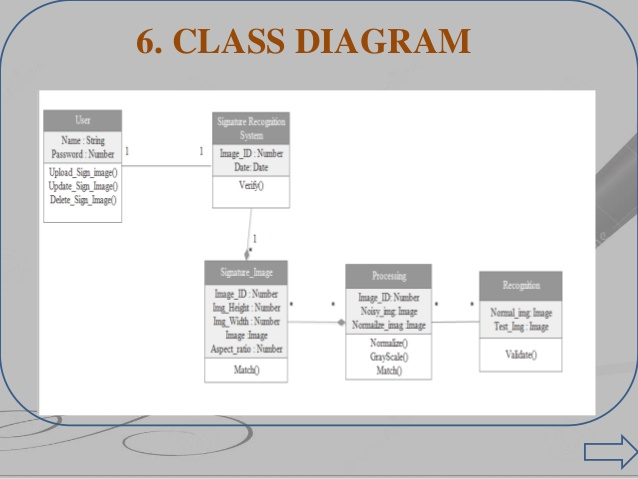 6. CLASS DIAGRAM
User
Name : String
Password : Number
Upload_Sign_image()
Update_Sign_Image()
Delete_Sign_Image()
1
1
Signature Recognition
System
Image_ID : Number
Date: Date
Verify()
1
*
Signature_Image
Image_ID : Number
Img_Height : Number
Img_Width : Number
Image :Image
Aspect_ratio : Number
Match()
*
*
Processing
Image_ID: Number
Noisy_img: Image
Normailze_imag :Image
Normalize()
GrayScale()
Match()
*
*
Recognition
Normal_img: Image
Test_Img : Image
Validate()